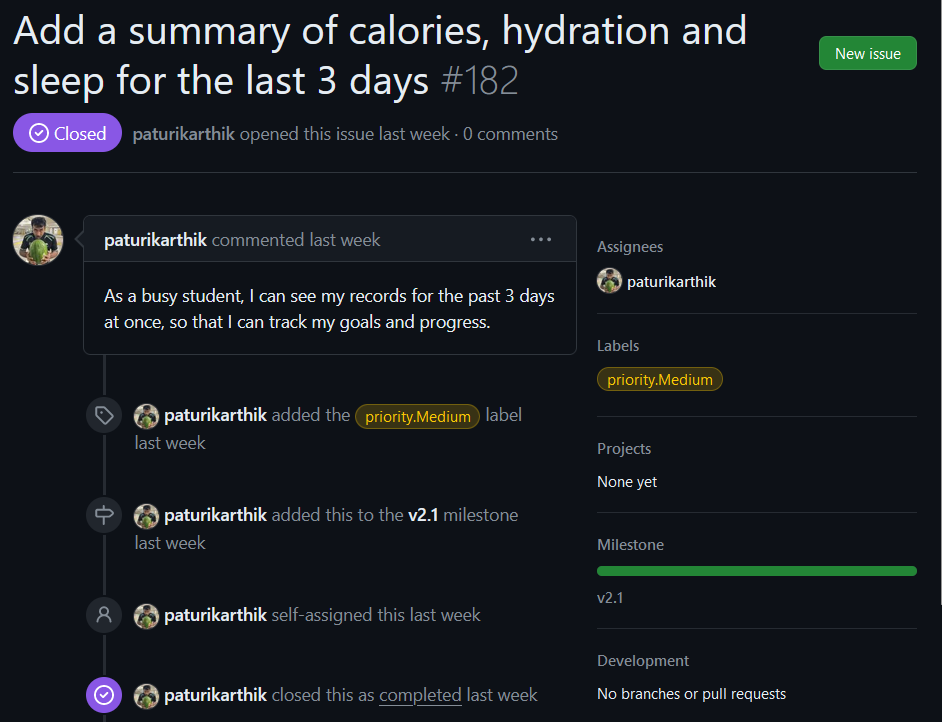 Add a summary of calories, hydration and
sleep for the last 3 days #182
New issue
Closed
paturikarthik opened this issue last week · 0 comments
paturikarthik commented last week
As a busy student, I can see my records for the past 3 days
at once, so that I can track my goals and progress.
paturikarthik added the priority.Medium label
last week
paturikarthik added this to the v2.1 milestone
last week
paturikarthik self-assigned this last week
paturikarthik closed this as completed last week
Assignees
paturikarthik
Labels
priority.Medium
Projects
None yet
Milestone
v2.1
Development
No branches or pull requests